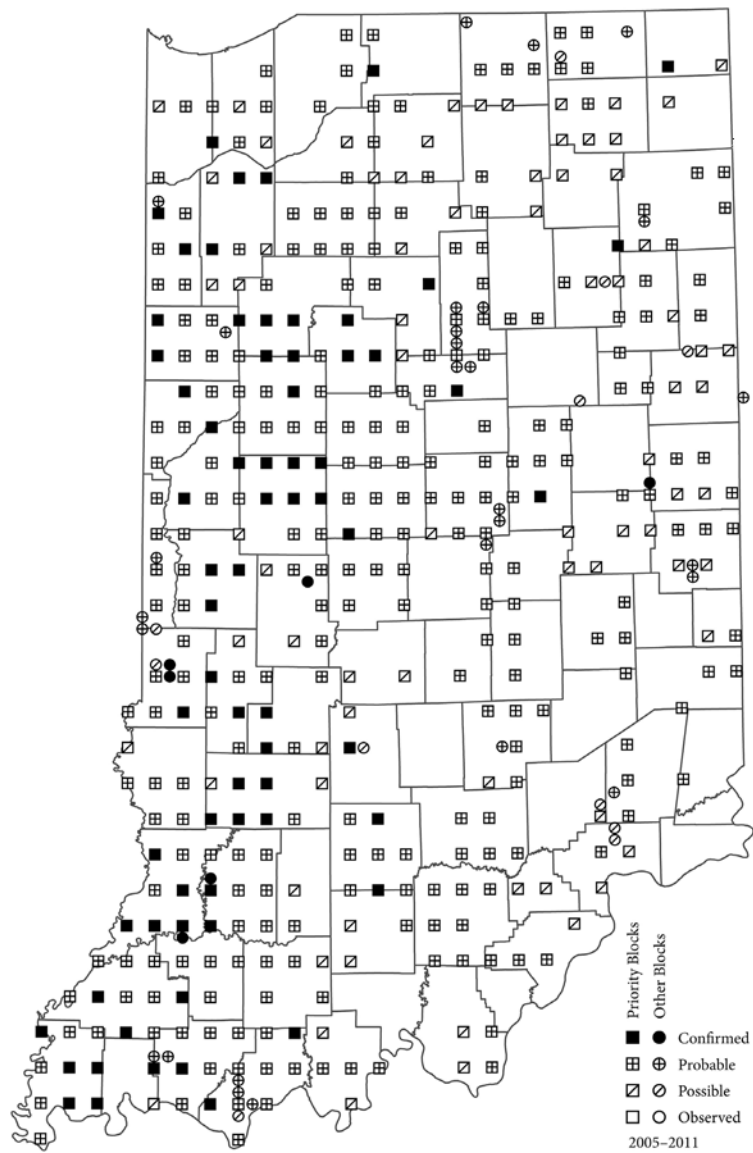 Priority Blocks
Other Blocks
Confirmed
Probable
Possible
Observed
2005–2011